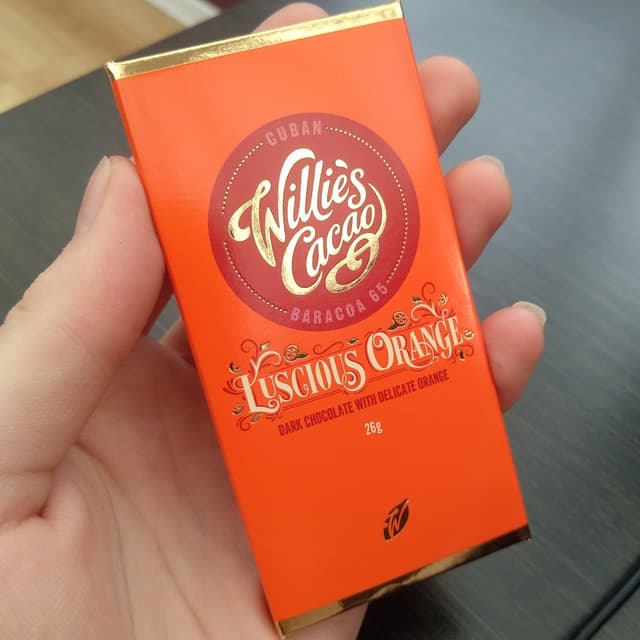 CUBAN
Willie's
Cacao
BARACOA 65
LUSCIOUS ORANGE
DARK CHOCOLATE WITH DELICATE ORANGE
26g
W